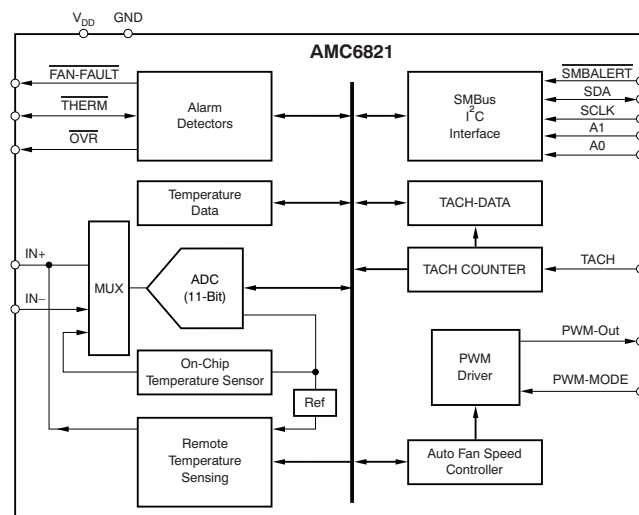 VDD GND
AMC6821
FAN-FAULT
THERM
OVR
Alarm
Detectors
SMBus
I2C
Interface
SMBALERT
SDA
SCLK
A1
A0
Temperature
Data
TACH-DATA
IN+
IN–
MUX
ADC
(11-Bit)
TACH COUNTER
TACH
On-Chip
Temperature Sensor
Ref
PWM
Driver
PWM-Out
PWM-MODE
Remote
Temperature
Sensing
Auto Fan Speed
Controller